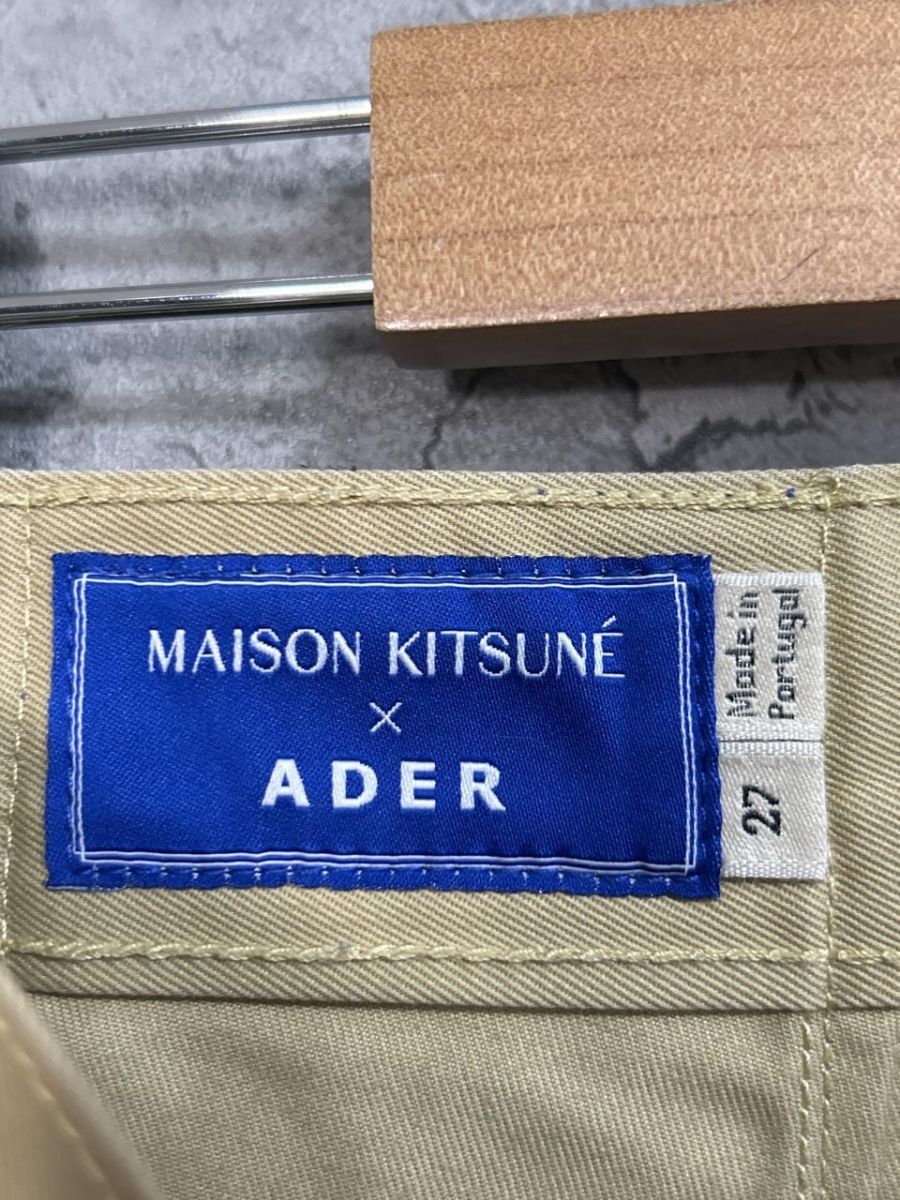 MAISON KITSUNÉ
×
ADER
Made in
Portugal
27